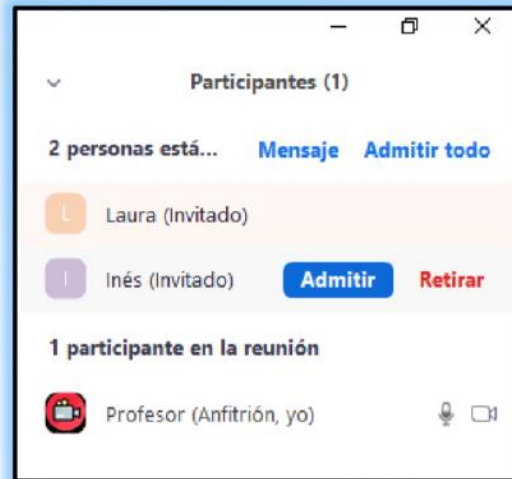 Participantes (1)
2 personas está... Mensaje Admitir todo
L Laura (Invitado)
I Inés (Invitado) Admitir Retirar
1 participante en la reunión
Profesor (Anfitrión, yo)